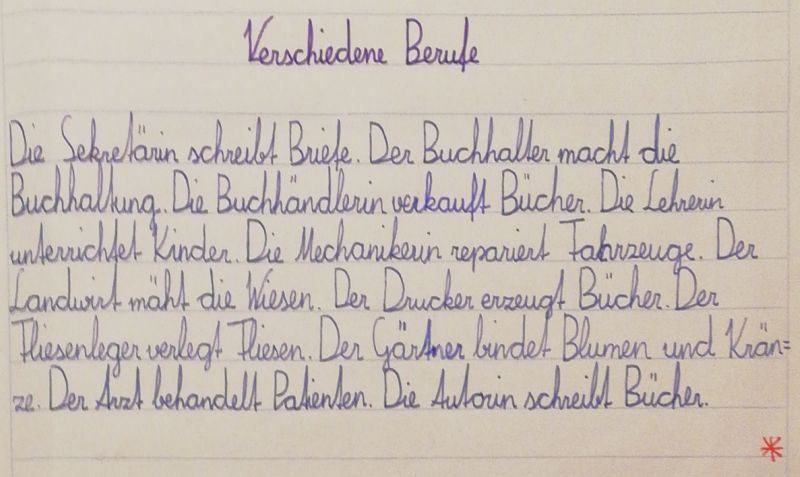 Verschiedene Berufe
Die Sekretärin schreibt Briefe. Der Buchhalter macht die
Buchhaltung. Die Buchhändlerin verkauft Bücher. Die Lehrerin
unterrichtet Kinder. Die Mechanikerin repariert Fahrzeuge. Der
Landwirt mäht die Wiesen. Der Drucker erzeugt Bücher. Der
Fliesenleger verlegt Fliesen. Der Gärtner bindet Blumen und Krän=
ze. Der Arzt behandelt Patienten. Die Autorin schreibt Bücher.